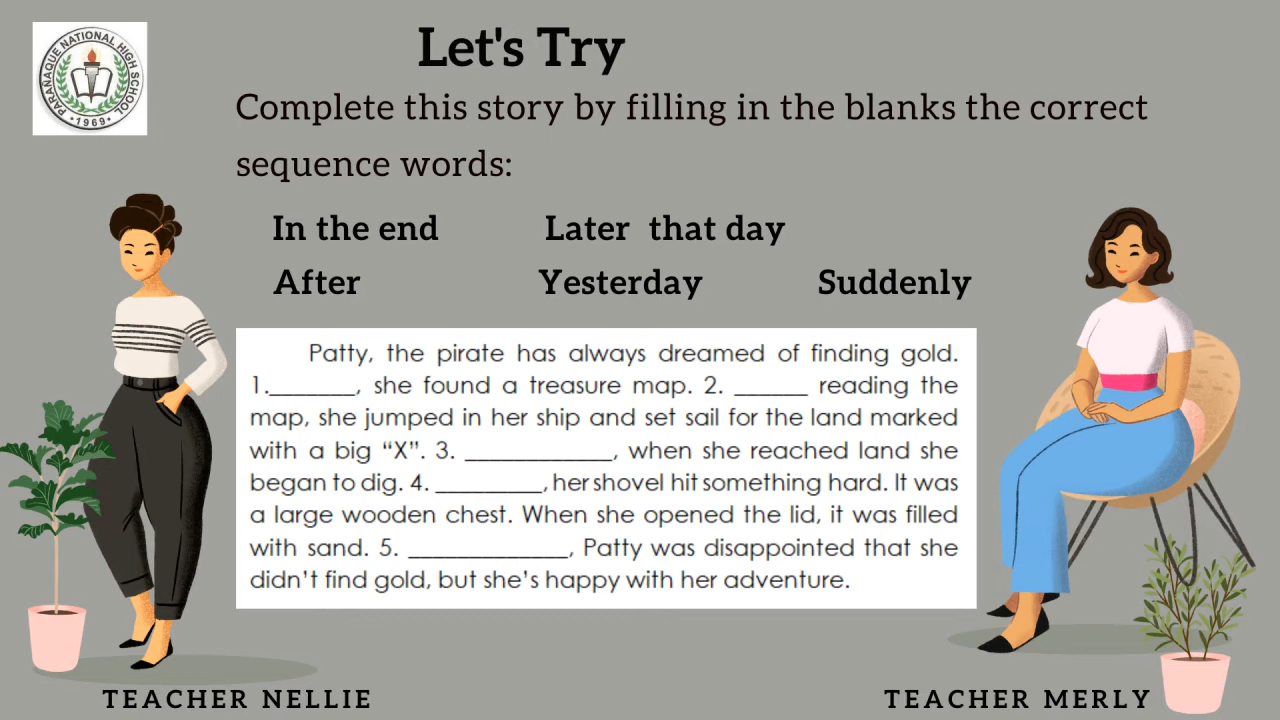 PARAÑAQUE NATIONAL HIGH SCHOOL
• 1969 •
Let's Try
Complete this story by filling in the blanks the correct
sequence words:
In the end Later that day
After Yesterday Suddenly
Patty, the pirate has always dreamed of finding gold.
1._______, she found a treasure map. 2. ______ reading the
map, she jumped in her ship and set sail for the land marked
with a big “X”. 3. ____________, when she reached land she
began to dig. 4. _________, her shovel hit something hard. It was
a large wooden chest. When she opened the lid, it was filled
with sand. 5. _____________, Patty was disappointed that she
didn’t find gold, but she’s happy with her adventure.
TEACHER NELLIE TEACHER MERLY